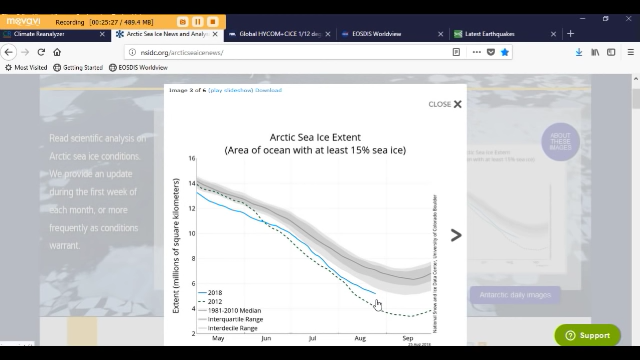 movavi
Recording 00:25:27 / 489.4 MB
Climate Reanalyzer
Arctic Sea Ice News and Analysi
Global HYCOM+CICE 1/12 deg
EOSDIS Worldview
Latest Earthquakes
nsidc.org/arcticseaicenews/
Most Visited
Getting Started
EOSDIS Worldview
Image 3 of 6 (play slideshow) Download
CLOSE X
Read scientific analysis on
Arctic sea ice conditions.
We provide an update
during the first week of
each month, or more
frequently as conditions
warrant.
Arctic Sea Ice Extent
(Area of ocean with at least 15% sea ice)
Extent (millions of square kilometers)
16
14
12
10
8
6
4
2
2018
2012
1981-2010 Median
Interquartile Range
Interdecile Range
May
Jun
Jul
Aug
Sep
25 Aug 2018
National Snow and Ice Data Center, University of Colorado Boulder
ABOUT
THESE
IMAGES
Antarctic daily images
Support